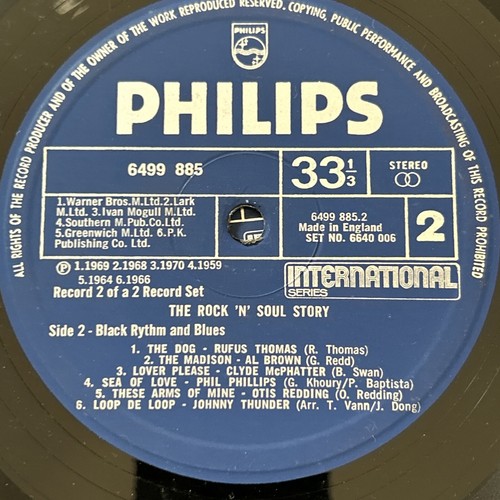 ALL RIGHTS OF THE RECORD PRODUCER AND OF THE OWNER OF THE WORK REPRODUCED RESERVED. COPYING, PUBLIC PERFORMANCE AND BROADCASTING OF THIS RECORD PROHIBITED
PHILIPS
PHILIPS
6499 885
33 1/3
STEREO
1.Warner Bros.M.Ltd. 2.Lark
M.Ltd. 3.Ivan Mogull M.Ltd.
4.Southern M.Pub.Co.Ltd.
5.Greenwich M.Ltd. 6.P.K.
Publishing Co. Ltd.
6499 885.2
Made in England
SET NO. 6640 006
2
Ⓟ 1.1969 2.1968 3.1970 4.1959
5.1964 6.1966
INTERNATIONAL
SERIES
Record 2 of a 2 Record Set
THE ROCK 'N' SOUL STORY
Side 2 - Black Rythm and Blues
1. THE DOG - RUFUS THOMAS (R. Thomas)
2. THE MADISON - AL BROWN (G. Redd)
3. LOVER PLEASE - CLYDE McPHATTER (B. Swan)
4. SEA OF LOVE - PHIL PHILLIPS (G. Khoury/P. Baptista)
5. THESE ARMS OF MINE - OTIS REDDING (O. Redding)
6. LOOP DE LOOP - JOHNNY THUNDER (Arr. T. Vann/J. Dong)